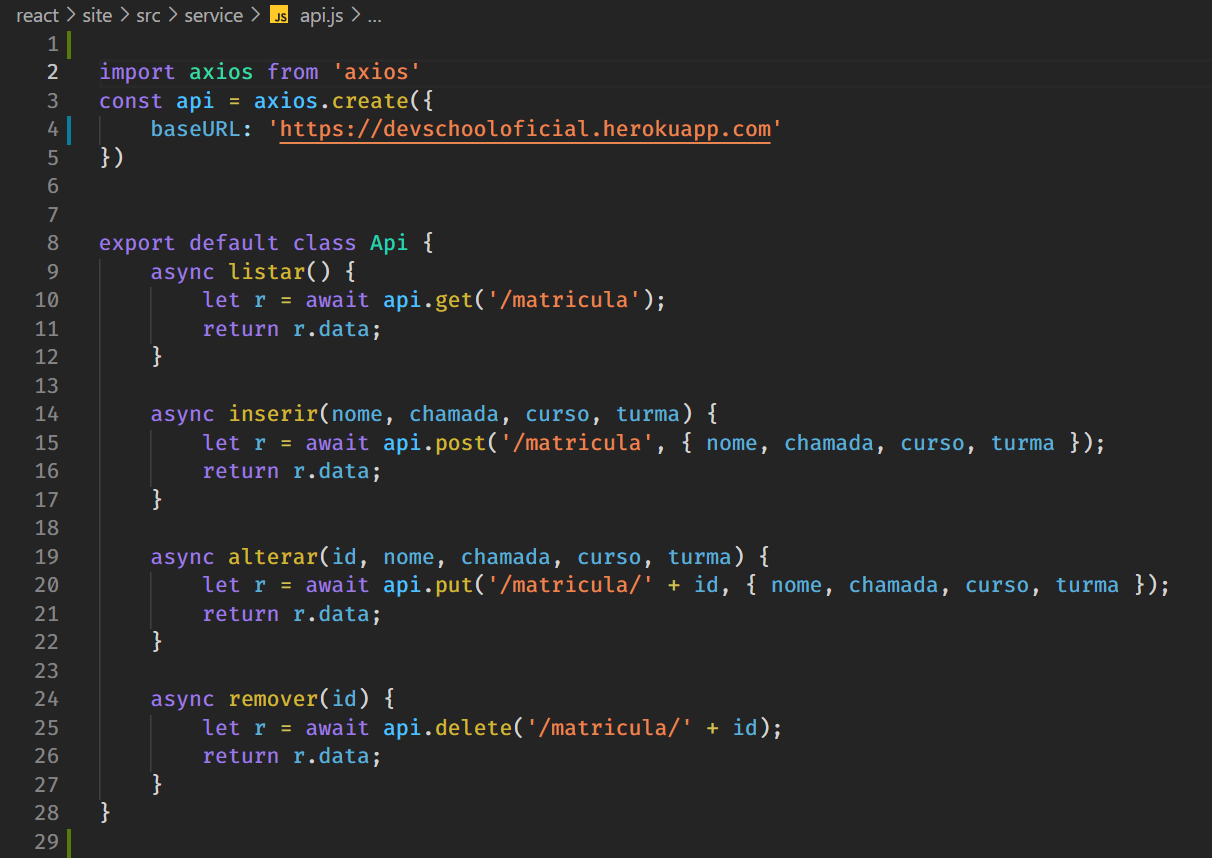 react > site > src > service > JS api.js > ...
1
2 import axios from 'axios'
3 const api = axios.create({
4     baseURL: 'https://devschooloficial.herokuapp.com'
5 })
6
7
8 export default class Api {
9     async listar() {
10         let r = await api.get('/matricula');
11         return r.data;
12     }
13
14     async inserir(nome, chamada, curso, turma) {
15         let r = await api.post('/matricula', { nome, chamada, curso, turma });
16         return r.data;
17     }
18
19     async alterar(id, nome, chamada, curso, turma) {
20         let r = await api.put('/matricula/' + id, { nome, chamada, curso, turma });
21         return r.data;
22     }
23
24     async remover(id) {
25         let r = await api.delete('/matricula/' + id);
26         return r.data;
27     }
28 }
29